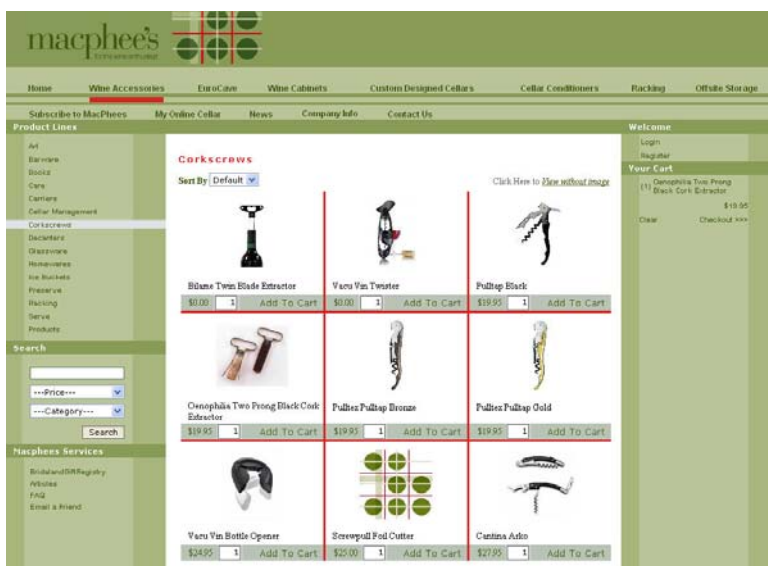 macphee's
Home Wine Accessories EuroCave Wine Cabinets Custom Designed Cellars Cellar Conditioners Racking Offsite Storage
Subscribe to MacPhees My Online Cellar News Company Info Contact Us
Product Lines
Art
Barware
Books
Care
Carriers
Cellar Management
Corkscrews
Decanters
Glassware
Homewares
Ice Buckets
Preserve
Racking
Serve
Products
Search
---Price---
---Category---
Search
Macphees Services
BridalandGiftRegistry
Articles
FAQ
Email a Friend
Corkscrews
Sort By Default
Click Here to View without image
Bilame Twin Blade Extractor
$0.00 1 Add To Cart
Vacu Vin Twister
$0.00 1 Add To Cart
Pulltap Black
$19.95 1 Add To Cart
Oenophilia Two Prong Black Cork
Extractor
$19.95 1 Add To Cart
Pulltex Pulltap Bronze
$19.95 1 Add To Cart
Pulltex Pulltap Gold
$19.95 1 Add To Cart
Vacu Vin Bottle Opener
$24.95 1 Add To Cart
Screwpull Foil Cutter
$25.00 1 Add To Cart
Cantina Arko
$27.95 1 Add To Cart
Welcome
Login
Register
Your Cart
[1] Oenophilia Two Prong
Black Cork Extractor
$19.95
Clear Checkout >>>